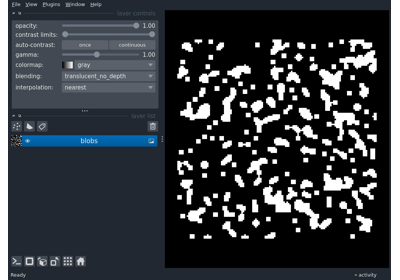 File View Plugins Window Help
layer controls
opacity: 1.00
contrast limits:
auto-contrast: once continuous
gamma: 1.00
colormap: gray
blending: translucent_no_depth
interpolation: nearest
layer list
blobs
Ready activity